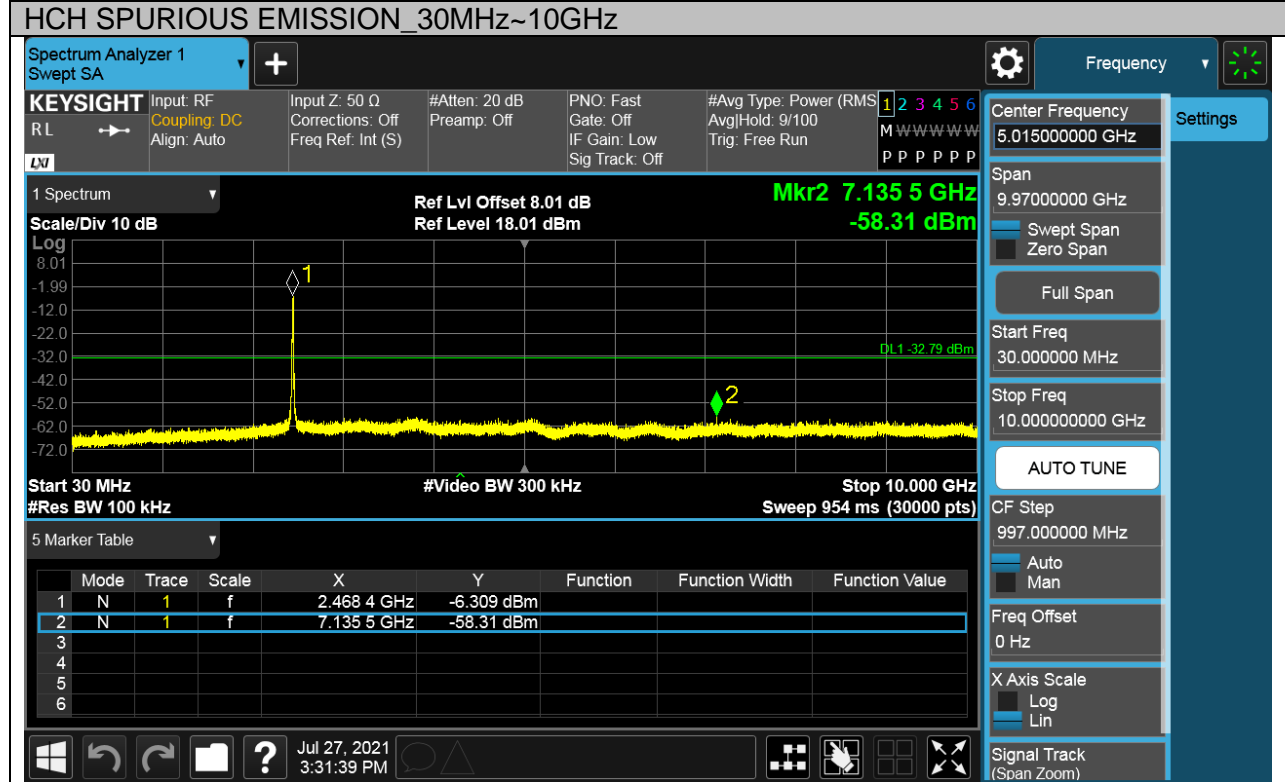 HCH SPURIOUS EMISSION_30MHz~10GHz
Spectrum Analyzer 1
Swept SA
+
Frequency
KEYSIGHT
RL
LXI
Input: RF
Coupling: DC
Align: Auto
Input Z: 50 Ω
Corrections: Off
Freq Ref: Int (S)
#Atten: 20 dB
Preamp: Off
PNO: Fast
Gate: Off
IF Gain: Low
Sig Track: Off
#Avg Type: Power (RMS
Avg|Hold: 9/100
Trig: Free Run
1 2 3 4 5 6
M W W W W W
P P P P P P
1 Spectrum
Scale/Div 10 dB
Ref Lvl Offset 8.01 dB
Ref Level 18.01 dBm
Mkr2 7.135 5 GHz
-58.31 dBm
Log
8.01
-1.99
-12.0
-22.0
-32.0
-42.0
-52.0
-62.0
-72.0
1
2
DL1 -32.79 dBm
Start 30 MHz
#Res BW 100 kHz
#Video BW 300 kHz
Stop 10.000 GHz
Sweep 954 ms (30000 pts)
5 Marker Table
Mode Trace Scale X Y Function Function Width Function Value
1 N 1 f 2.468 4 GHz -6.309 dBm
2 N 1 f 7.135 5 GHz -58.31 dBm
3
4
5
6
?
Jul 27, 2021
3:31:39 PM
Center Frequency
5.015000000 GHz
Settings
Span
9.97000000 GHz
Swept Span
Zero Span
Full Span
Start Freq
30.000000 MHz
Stop Freq
10.000000000 GHz
AUTO TUNE
CF Step
997.000000 MHz
Auto
Man
Freq Offset
0 Hz
X Axis Scale
Log
Lin
Signal Track
(Span Zoom)